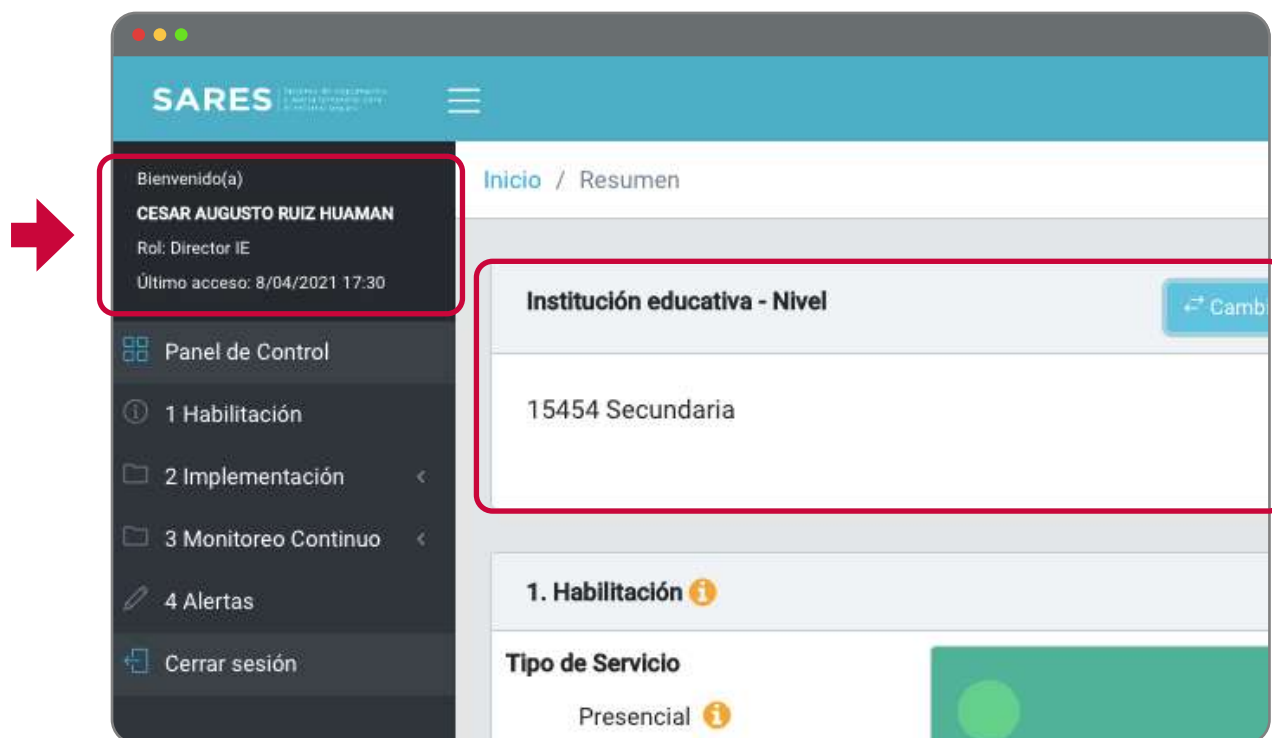 SARES
Bienvenido(a)
CESAR AUGUSTO RUIZ HUAMAN
Rol: Director IE
Último acceso: 8/04/2021 17:30
Panel de Control
1 Habilitación
2 Implementación
3 Monitoreo Continuo
4 Alertas
Cerrar sesión
Inicio / Resumen
Institución educativa - Nivel
Cambi
15454 Secundaria
1. Habilitación
Tipo de Servicio
Presencial